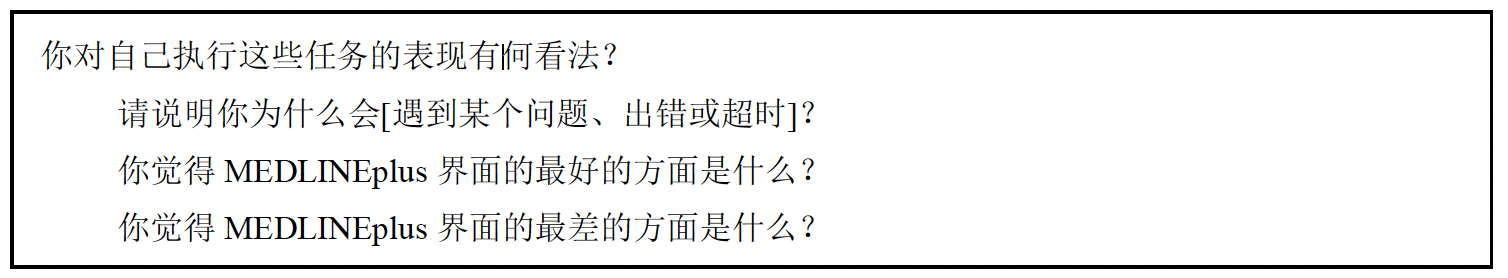 你对自己执行这些任务的表现有何看法？
请说明你为什么会[遇到某个问题、出错或超时]？
你觉得 MEDLINEplus 界面的最好的方面是什么？
你觉得 MEDLINEplus 界面的最差的方面是什么？